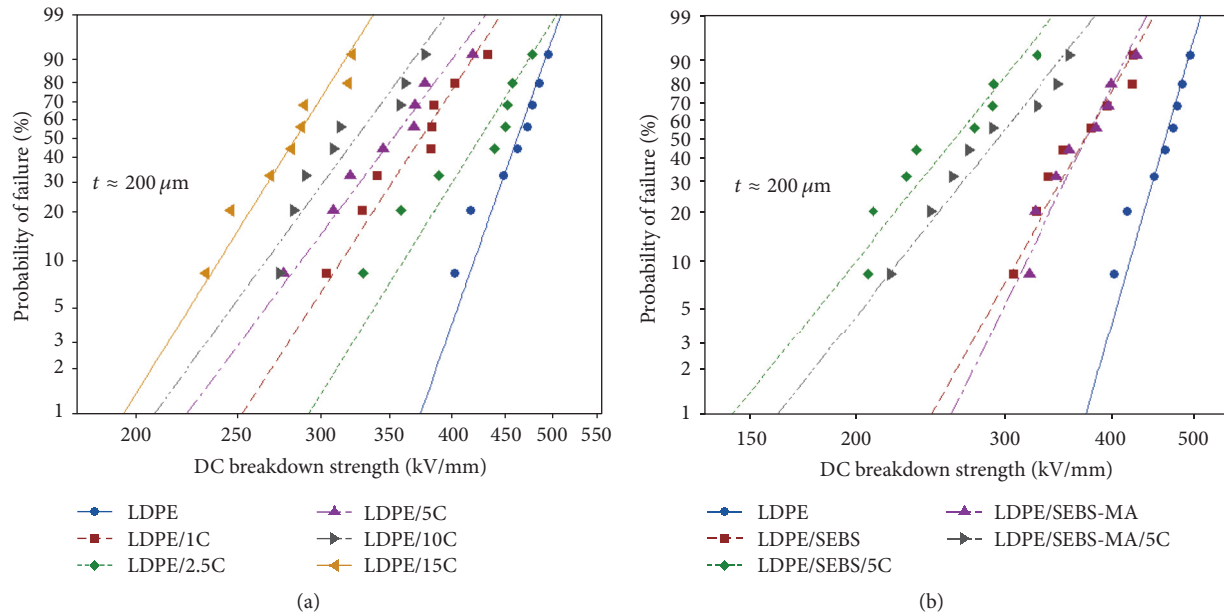 99
90
80
70
60
50
40
30
20
10
5
3
2
1
Probability of failure (%)
t ≈ 200 μm
200 250 300 350 400 450 500 550
DC breakdown strength (kV/mm)
LDPE
LDPE/1C
LDPE/2.5C
LDPE/5C
LDPE/10C
LDPE/15C
(a)
99
90
80
70
60
50
40
30
20
10
5
3
2
1
Probability of failure (%)
t ≈ 200 μm
150 200 300 400 500
DC breakdown strength (kV/mm)
LDPE
LDPE/SEBS
LDPE/SEBS/5C
LDPE/SEBS-MA
LDPE/SEBS-MA/5C
(b)